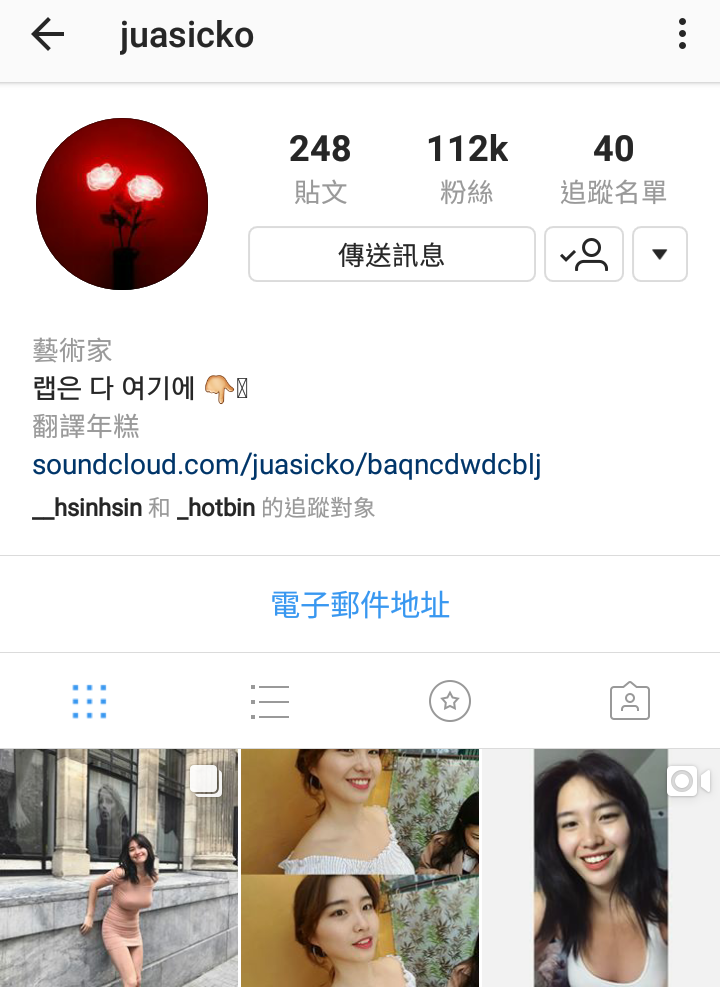 juasicko
248 112k 40
貼文 粉絲 追蹤名單
傳送訊息
藝術家
랩은 다 여기에 👇🏼
翻譯年糕
soundcloud.com/juasicko/baqncdwdcblj
__hsinhsin 和 _hotbin 的追蹤對象
電子郵件地址